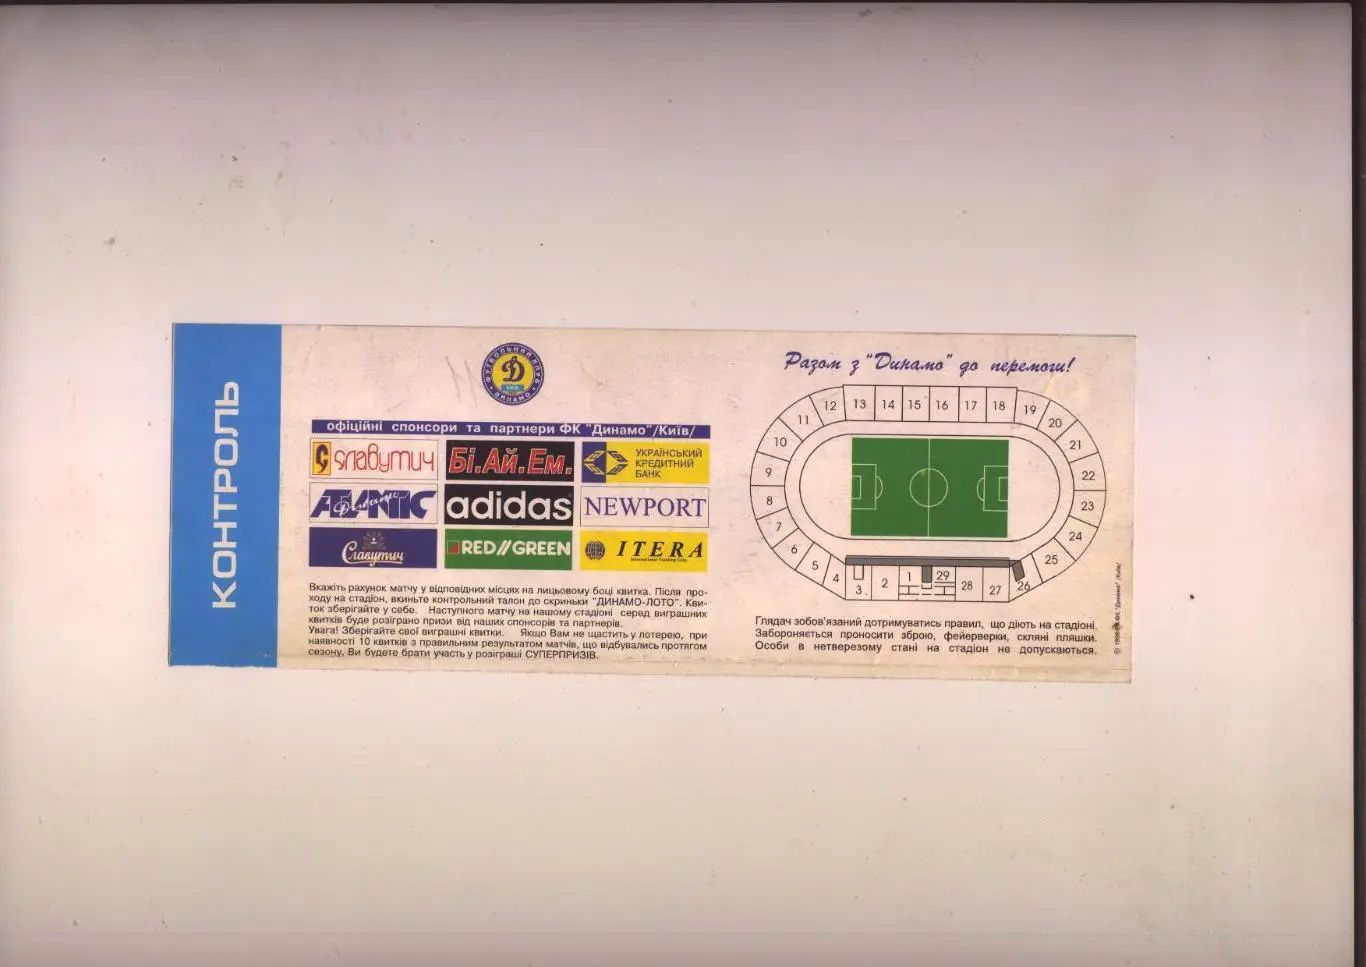 КОНТРОЛЬ
ФУТБОЛЬНИЙ КЛУБ
Д
КИЇВ
ДИНАМО
офіційні спонсори та партнери ФК "Динамо"/Київ/
Славутич
Бі.Ай.Ем.
УКРАЇНСЬКИЙ
КРЕДИТНИЙ
БАНК
adidas
NEWPORT
Славутич
RED//GREEN
ITERA
Вкажіть рахунок матчу у відповідних місцях на лицьовому боці квитка. Після про-
ходу на стадіон, вкиньте контрольний талон до скриньки "ДИНАМО-ЛОТО". Кви-
ток зберігайте у себе. Наступного матчу на нашому стадіоні серед виграшних
квитків буде розіграно призи від наших спонсорів та партнерів.
Увага! Зберігайте свої виграшні квитки. Якщо Вам не щастить у лотерею, при
наявності 10 квитків з правильним результатом матчів, що відбувались протягом
сезону, Ви будете брати участь у розіграші СУПЕРПРИЗІВ.
Разом з "Динамо" до перемоги!
12 13 14 15 16 17 18 19
11 20
10 21
9 22
8 23
7 24
6 25
5 26
4 3 2 1 29 28 27
Глядач зобов'язаний дотримуватись правил, що діють на стадіоні.
Забороняється проносити зброю, фейерверки, скляні пляшки.
Особи в нетверезому стані на стадіон не допускаються.